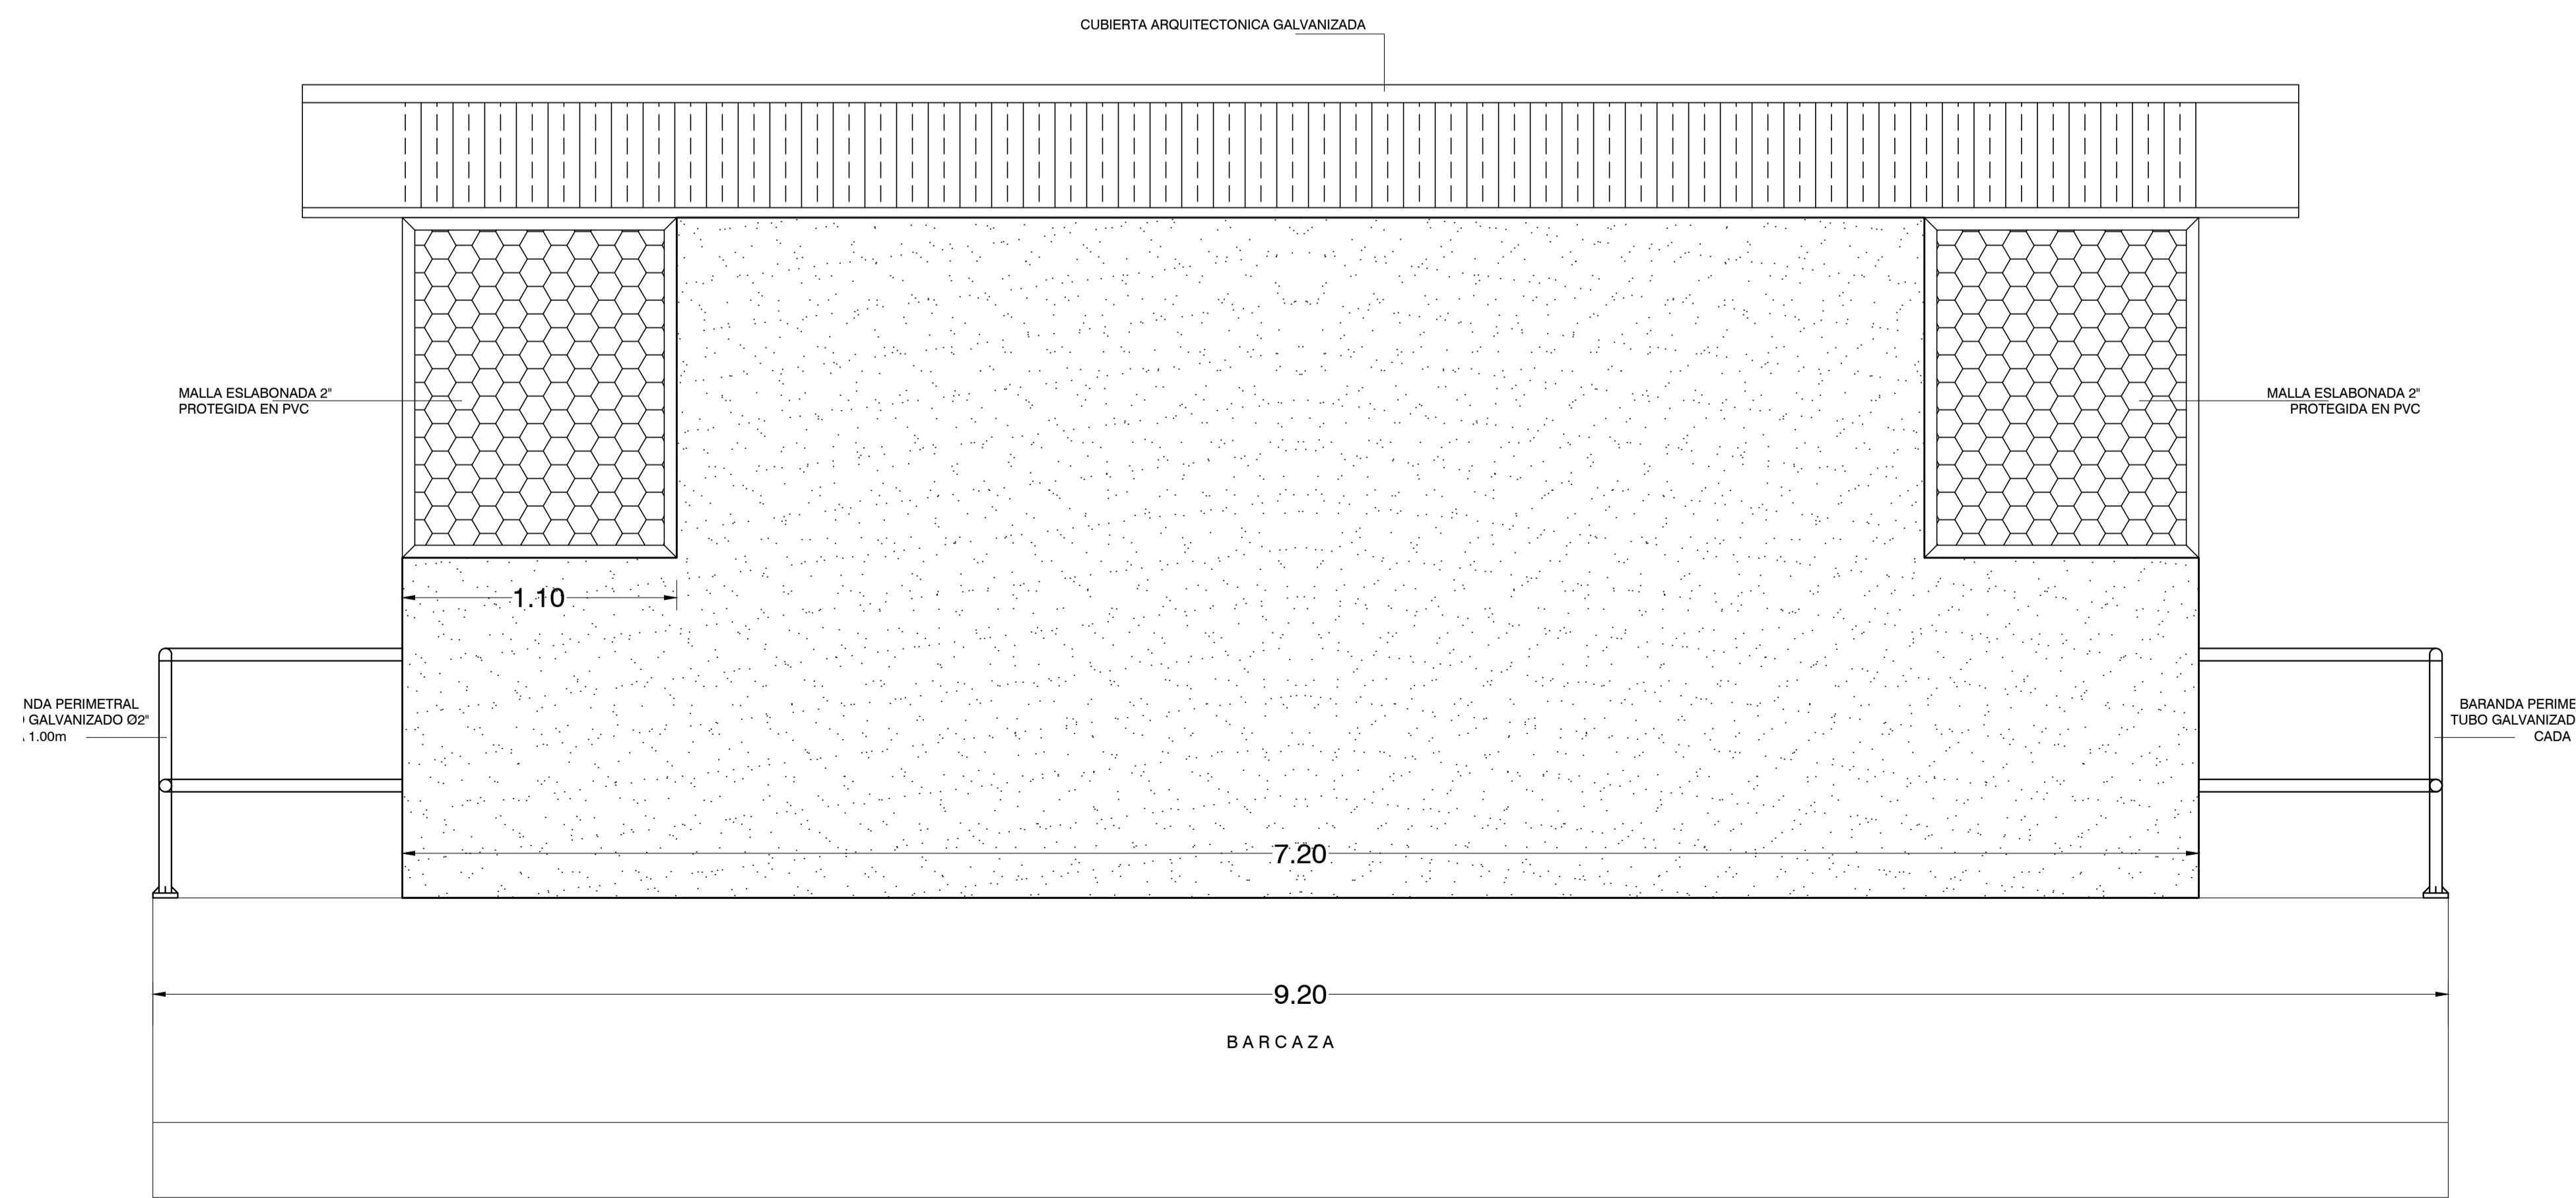 CUBIERTA ARQUITECTONICA GALVANIZADA
MALLA ESLABONADA 2"
PROTEGIDA EN PVC
MALLA ESLABONADA 2"
PROTEGIDA EN PVC
1.10
NDA PERIMETRAL
GALVANIZADO Ø2"
1.00m
BARANDA PERIME
TUBO GALVANIZAD
CADA
7.20
9.20
BARCAZA